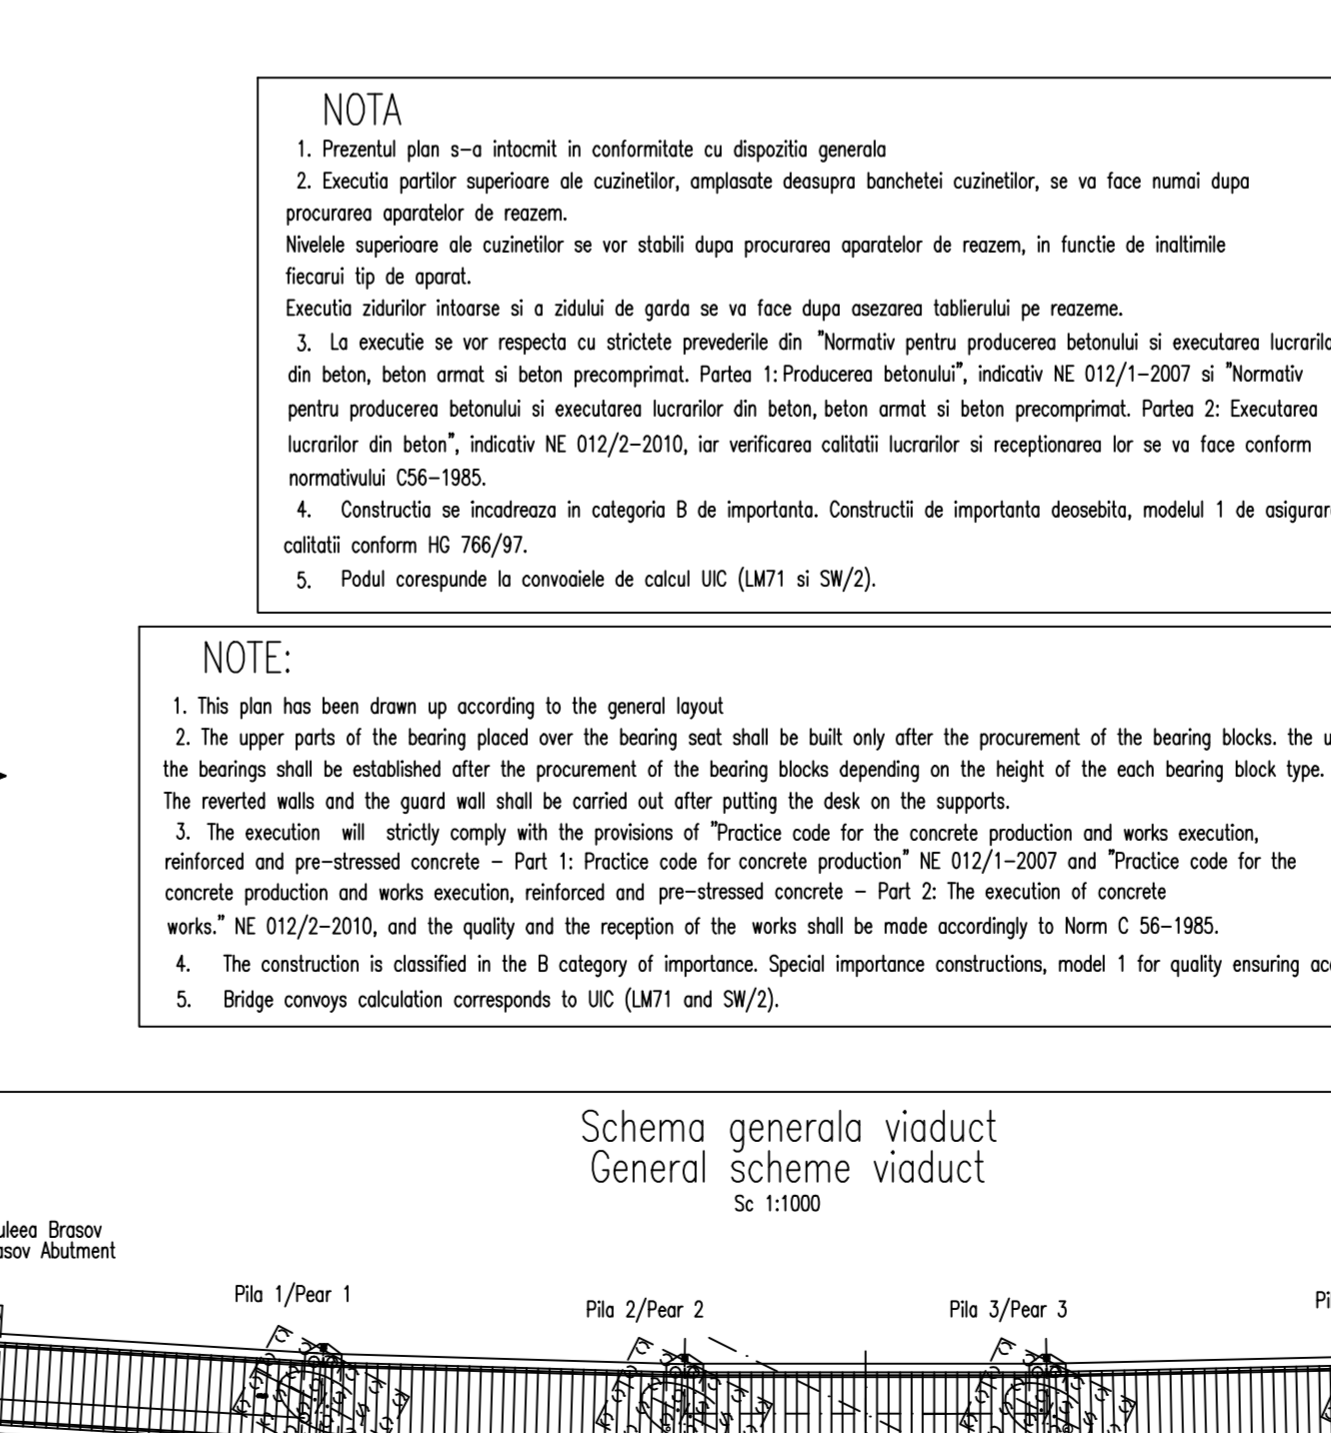 NOTA
1. Prezentul plan s-a intocmit in conformitate cu dispozitia generala
2. Executia partilor superioare ale cuzinetilor, amplasate deasupra banchetei cuzinetilor, se va face numai dupa
procurarea aparatelor de reazem.
Nivelele superioare ale cuzinetilor se vor stabili dupa procurarea aparatelor de reazem, in functie de inaltimile
fiecarui tip de aparat.
Executia zidurilor intoarse si a zidului de garda se va face dupa asezarea tablierului pe reazeme.
3. La executie se vor respecta cu strictete prevederile din "Normativ pentru producerea betonului si executarea
din beton, beton armat si beton precomprimat. Partea 1: Producerea betonului", indicativ NE 012/1-2007 si "Normativ
pentru producerea betonului si executarea lucrarilor din beton, beton armat si beton precomprimat. Partea 2: Executarea
lucrarilor din beton", indicativ NE 012/2-2010, iar verificarea calitatii lucrarilor si receptionarea lor se va face conform
normativului C56-1985.
4. Constructia se incadreaza in categoria B de importanta. Constructii de importanta deosebita, modelul 1 de
calitatii conform HG 766/97.
5. Podul corespunde la convoaiele de calcul UIC (LM71 si SW/2).
NOTE:
1. This plan has been drawn up according to the general layout
2. The upper parts of the bearing placed over the bearing seat shall be built only after the procurement of the bearing blocks. the
the bearings shall be established after the procurement of the bearing blocks depending on the height of the each bearing block type.
The reverted walls and the guard wall shall be carried out after putting the desk on the supports.
3. The execution will strictly comply with the provisions of "Practice code for the concrete production and works execution,
reinforced and pre-stressed concrete - Part 1: Practice code for concrete production" NE 012/1-2007 and "Practice code for the
concrete production and works execution, reinforced and pre-stressed concrete - Part 2: The execution of concrete
works." NE 012/2-2010, and the quality and the reception of the works shall be made accordingly to Norm C 56-1985.
4. The construction is classified in the B category of importance. Special importance constructions, model 1 for quality ensuring
5. Bridge convoys calculation corresponds to UIC (LM71 and SW/2).
Schema generala viaduct
General scheme viaduct
Sc 1:1000
Brasov
Abutment
Pila 1/Pear 1
Pila 2/Pear 2
Pila 3/Pear 3